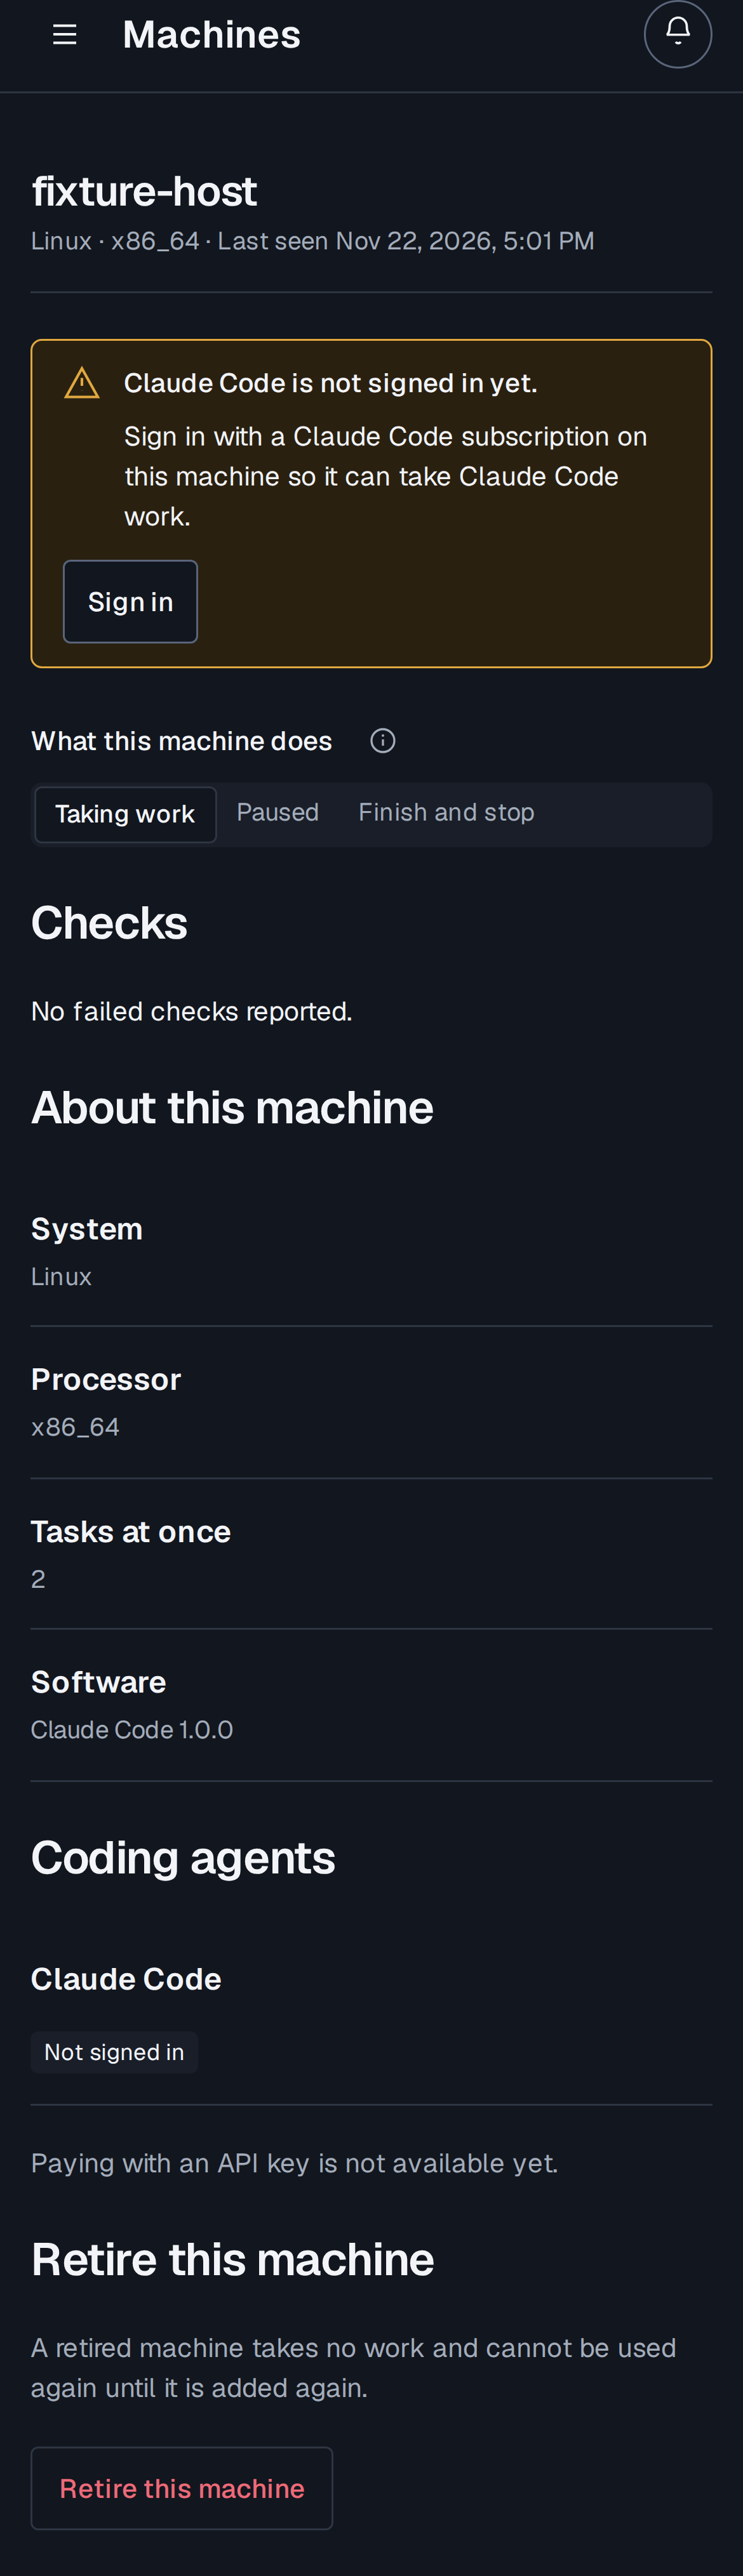 Machines
fixture-host
Linux · x86_64 · Last seen Nov 22, 2026, 5:01 PM
Claude Code is not signed in yet.
Sign in with a Claude Code subscription on
this machine so it can take Claude Code
work.
Sign in
What this machine does
Taking work
Paused
Finish and stop
Checks
No failed checks reported.
About this machine
System
Linux
Processor
x86_64
Tasks at once
2
Software
Claude Code 1.0.0
Coding agents
Claude Code
Not signed in
Paying with an API key is not available yet.
Retire this machine
A retired machine takes no work and cannot be used
again until it is added again.
Retire this machine